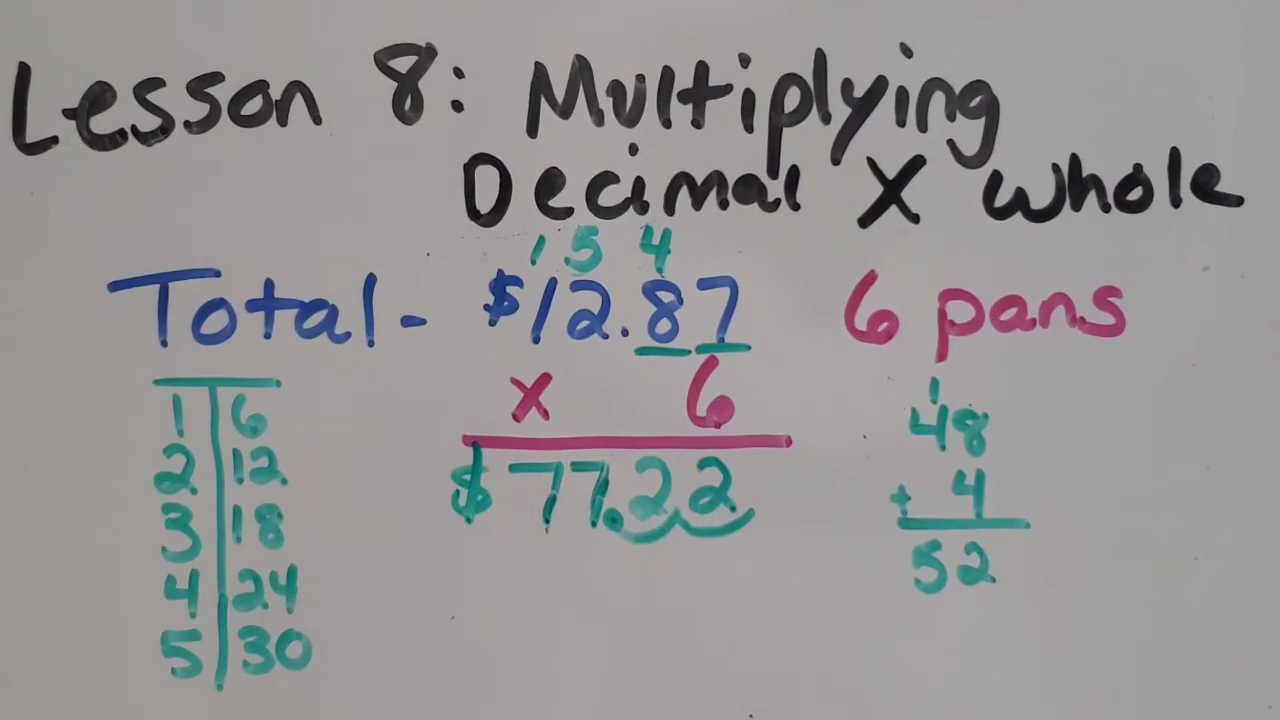 Lesson 8: Multiplying
Decimal X whole
1 5 4
Total - $12.87 6 pans
x 6
$77.22
1 6
2 12
3 18
4 24
5 30
1
48
+ 4
52